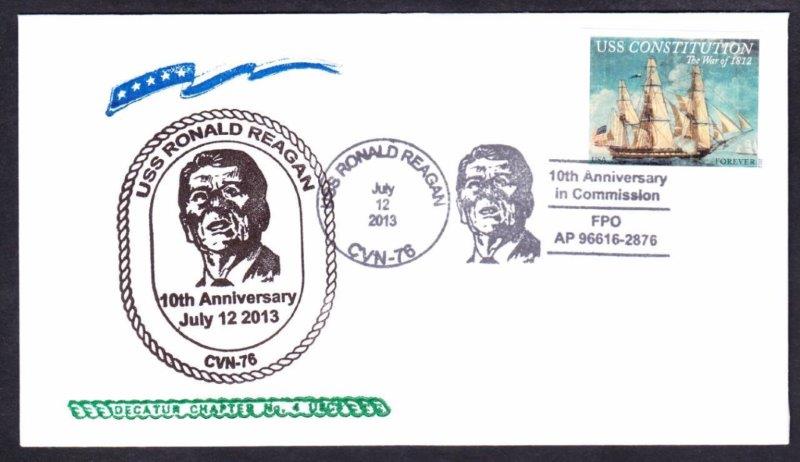 USS RONALD REAGAN
10th Anniversary
July 12 2013
CVN-76
DECATUR CHAPTER No. 4
USS RONALD REAGAN
July
12
2013
CVN-76
10th Anniversary
in Commission
FPO
AP 96616-2876
USS CONSTITUTION
The War of 1812
USA FOREVER